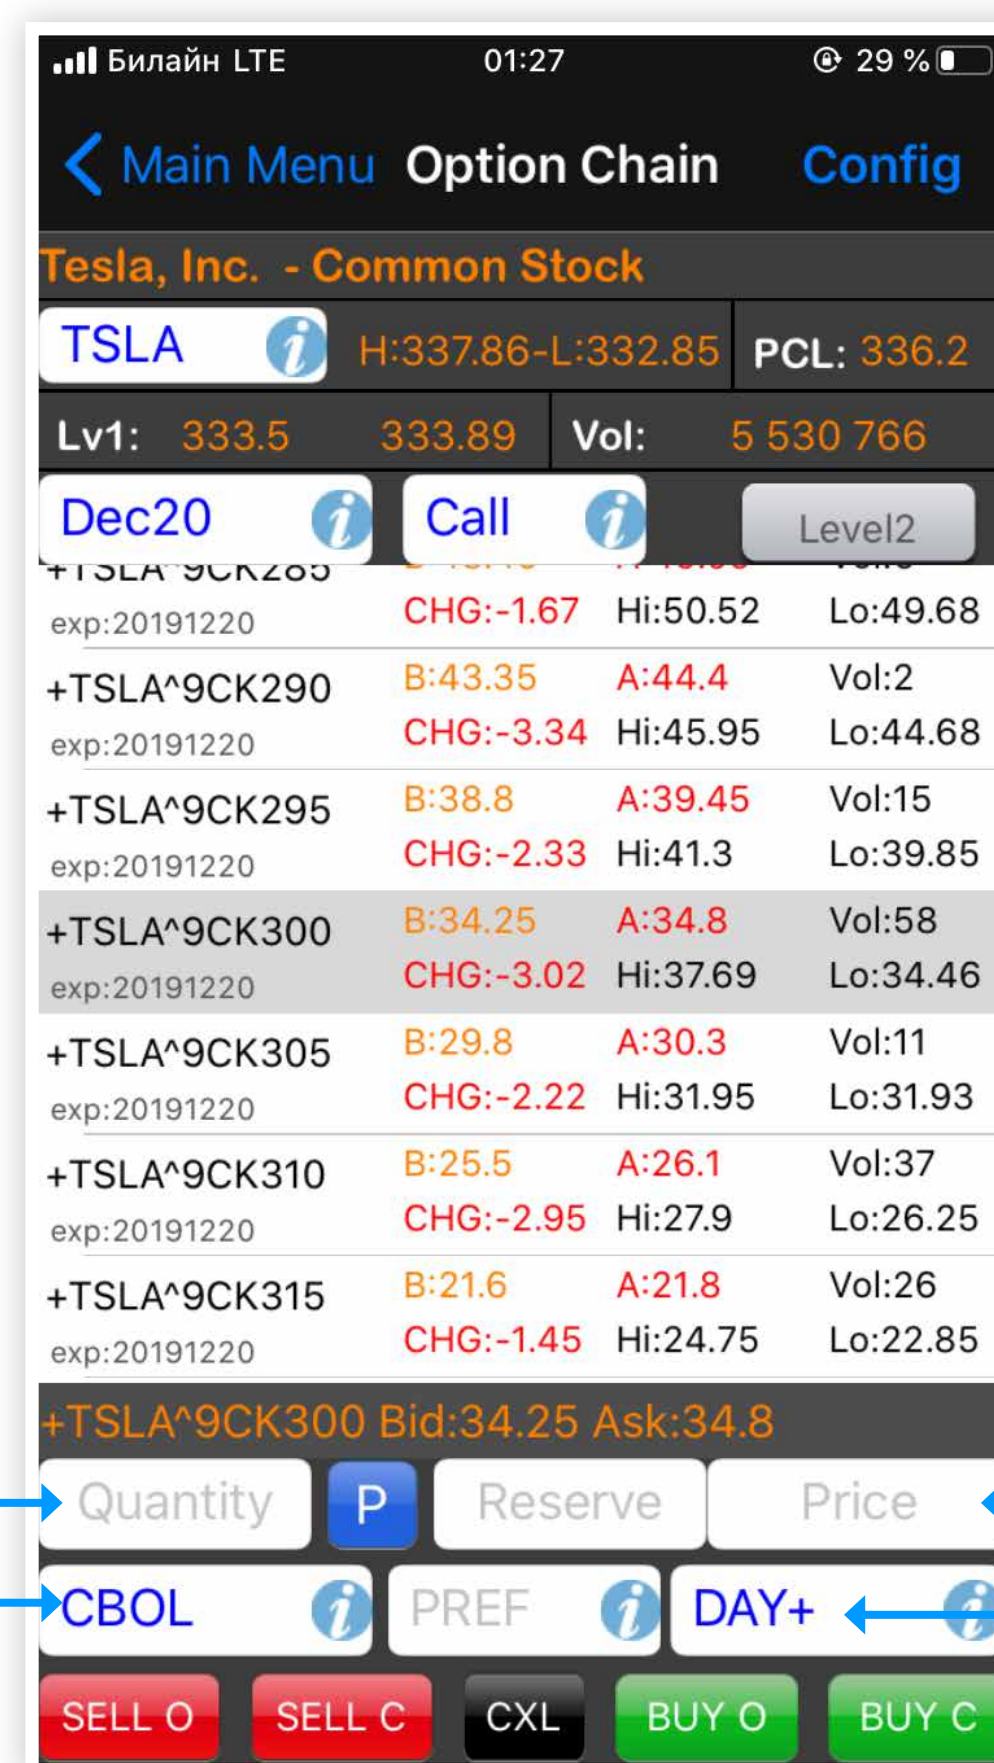 Билайн LTE 01:27 29 %
Main Menu Option Chain Config
Tesla, Inc. - Common Stock
TSLA i H:337.86-L:332.85 PCL: 336.2
Lv1: 333.5 333.89 Vol: 5 530 766
Dec20 i Call i Level2
+TSLA^9CK285
exp:20191220 CHG:-1.67 Hi:50.52 Lo:49.68
+TSLA^9CK290 B:43.35 A:44.4 Vol:2
exp:20191220 CHG:-3.34 Hi:45.95 Lo:44.68
+TSLA^9CK295 B:38.8 A:39.45 Vol:15
exp:20191220 CHG:-2.33 Hi:41.3 Lo:39.85
+TSLA^9CK300 B:34.25 A:34.8 Vol:58
exp:20191220 CHG:-3.02 Hi:37.69 Lo:34.46
+TSLA^9CK305 B:29.8 A:30.3 Vol:11
exp:20191220 CHG:-2.22 Hi:31.95 Lo:31.93
+TSLA^9CK310 B:25.5 A:26.1 Vol:37
exp:20191220 CHG:-2.95 Hi:27.9 Lo:26.25
+TSLA^9CK315 B:21.6 A:21.8 Vol:26
exp:20191220 CHG:-1.45 Hi:24.75 Lo:22.85
+TSLA^9CK300 Bid:34.25 Ask:34.8
Quantity P Reserve Price
CBOL i PREF i DAY+ i
SELL O SELL C CXL BUY O BUY C